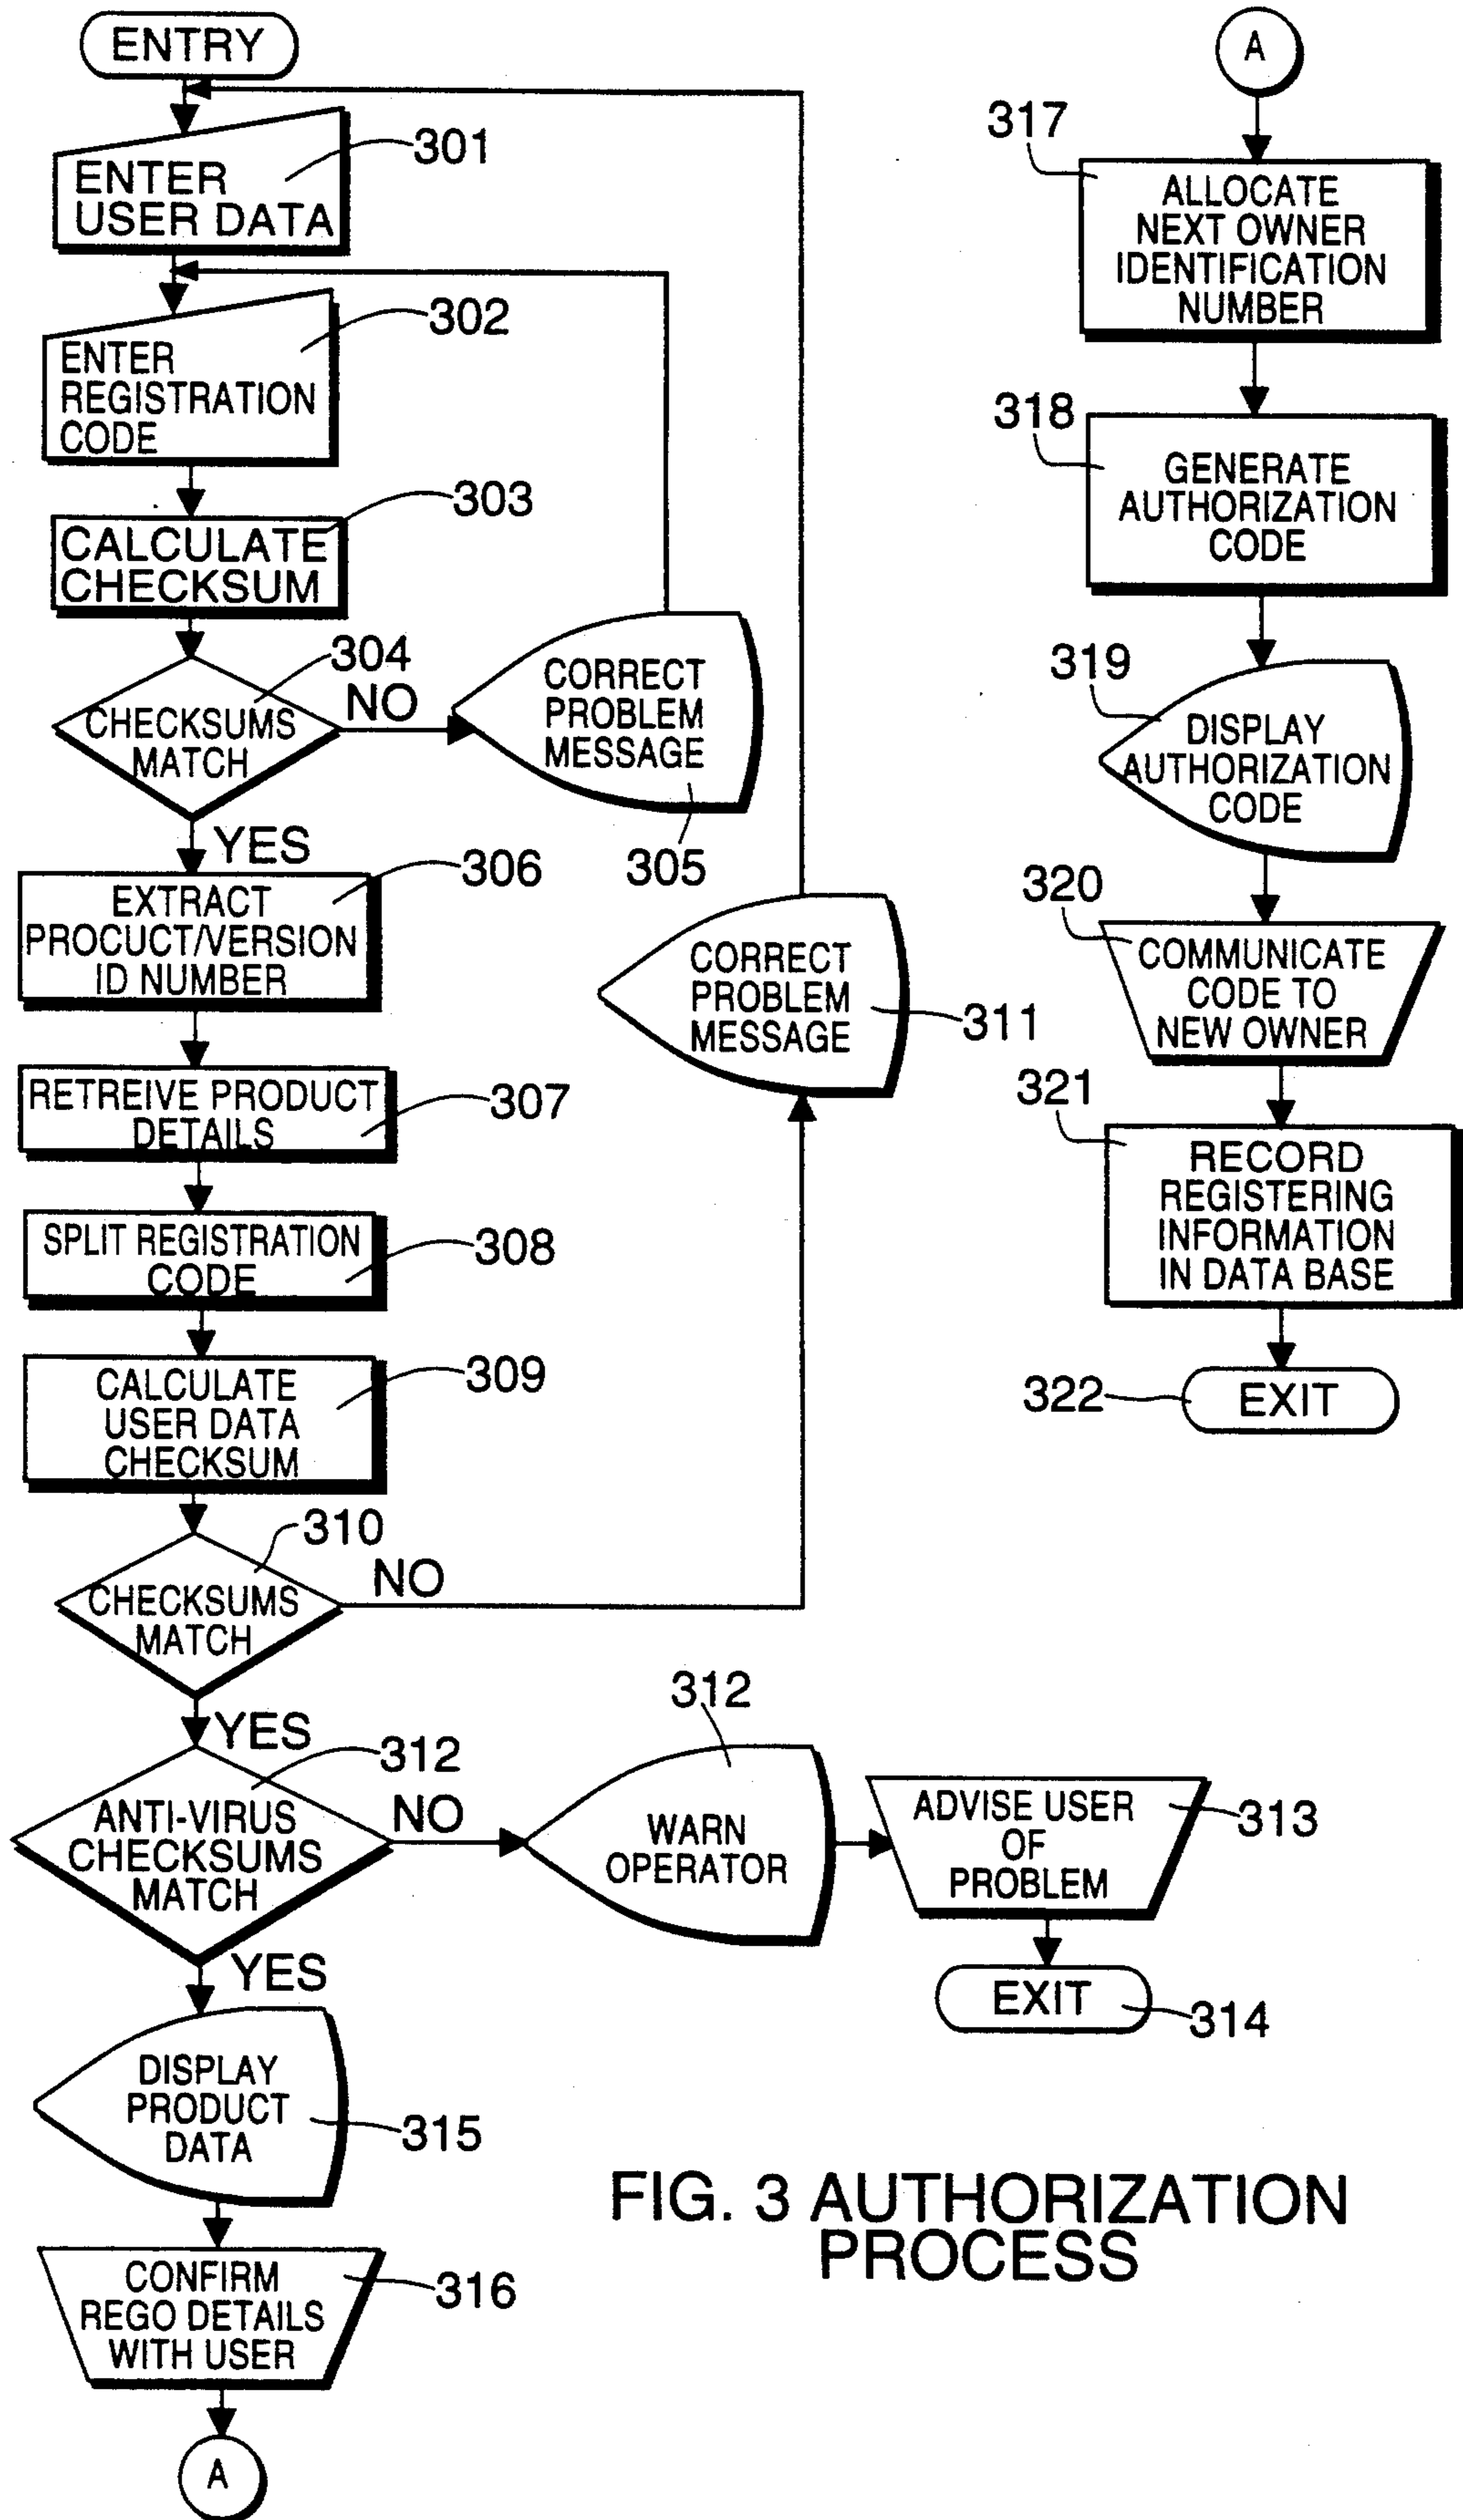 ENTRY
301
ENTER
USER DATA
302
ENTER
REGISTRATION
CODE
303
CALCULATE
CHECKSUM
304
CHECKSUMS
MATCH
NO
CORRECT
PROBLEM
MESSAGE
305
YES
306
EXTRACT
PROCUCT/VERSION
ID NUMBER
307
RETREIVE PRODUCT
DETAILS
308
SPLIT REGISTRATION
CODE
309
CALCULATE
USER DATA
CHECKSUM
310
CHECKSUMS
MATCH
NO
CORRECT
PROBLEM
MESSAGE
311
YES
312
ANTI-VIRUS
CHECKSUMS
MATCH
NO
312
WARN
OPERATOR
ADVISE USER
OF
PROBLEM
313
EXIT
314
YES
DISPLAY
PRODUCT
DATA
315
CONFIRM
REGO DETAILS
WITH USER
316
A
A
317
ALLOCATE
NEXT OWNER
IDENTIFICATION
NUMBER
318
GENERATE
AUTHORIZATION
CODE
319
DISPLAY
AUTHORIZATION
CODE
320
COMMUNICATE
CODE TO
NEW OWNER
321
RECORD
REGISTERING
INFORMATION
IN DATA BASE
322
EXIT
FIG. 3 AUTHORIZATION
PROCESS